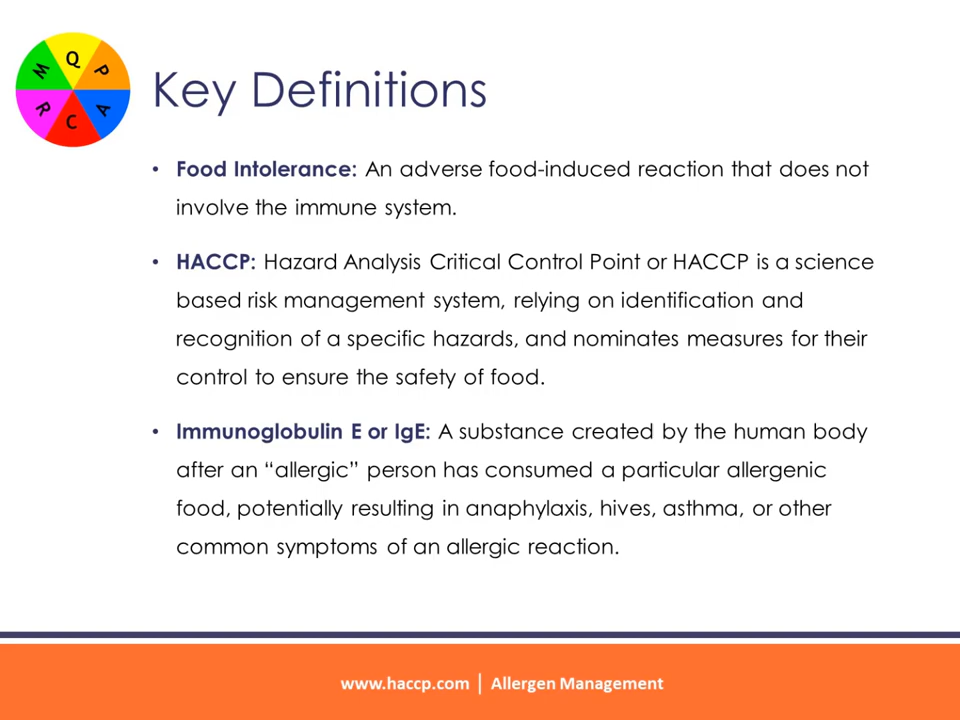 Q
P
A
C
R
M
Key Definitions
• Food Intolerance: An adverse food-induced reaction that does not
involve the immune system.
• HACCP: Hazard Analysis Critical Control Point or HACCP is a science
based risk management system, relying on identification and
recognition of a specific hazards, and nominates measures for their
control to ensure the safety of food.
• Immunoglobulin E or IgE: A substance created by the human body
after an “allergic” person has consumed a particular allergenic
food, potentially resulting in anaphylaxis, hives, asthma, or other
common symptoms of an allergic reaction.
www.haccp.com | Allergen Management